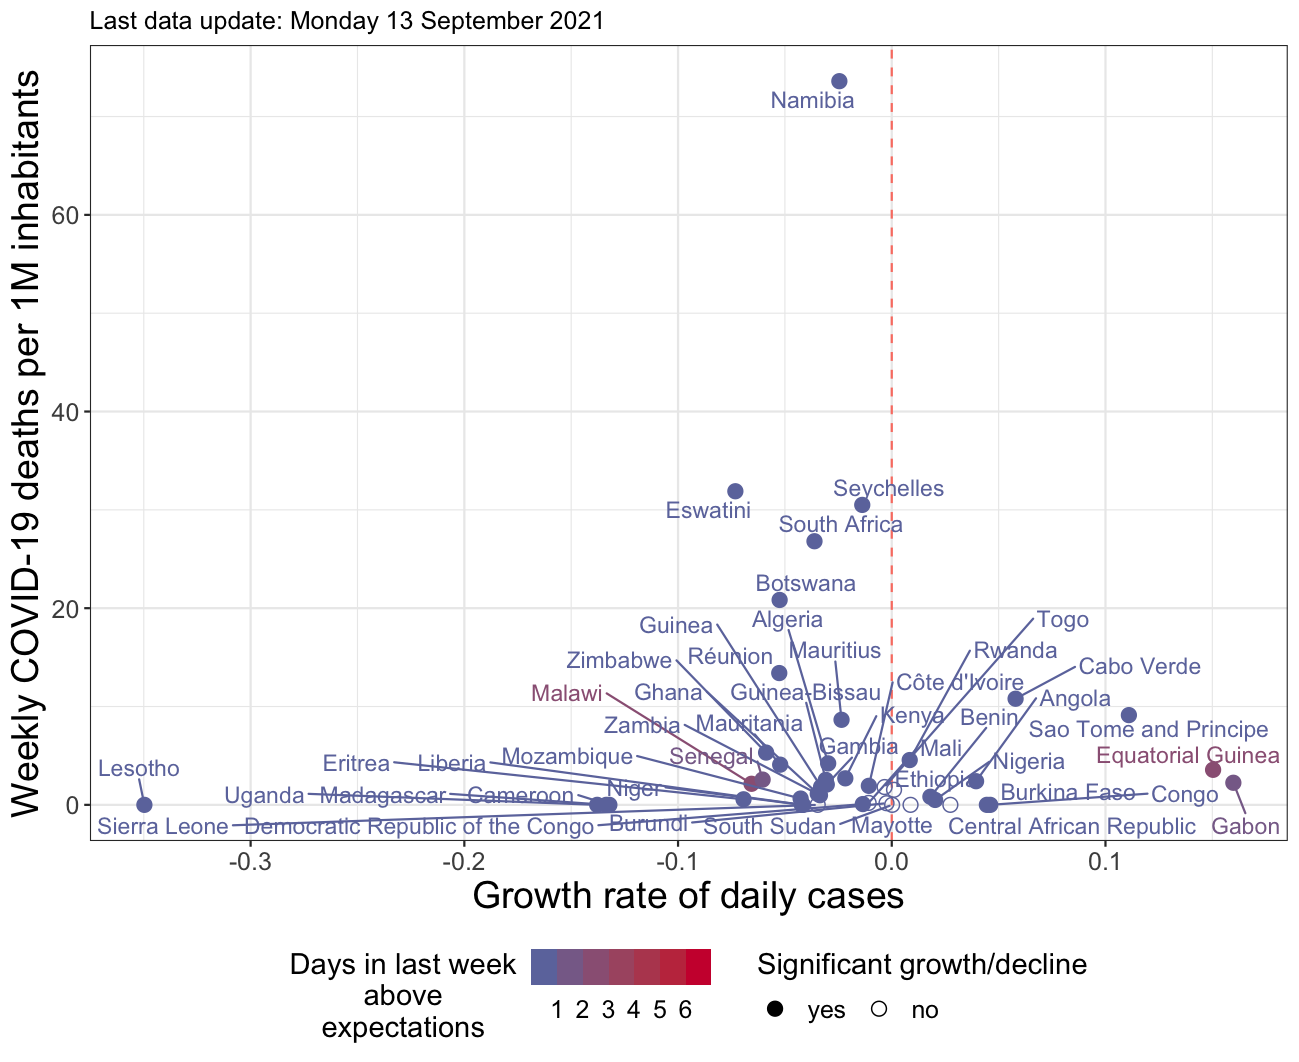 Last data update: Monday 13 September 2021
Weekly COVID-19 deaths per 1M inhabitants
60
40
20
0
Namibia
Seychelles
Eswatini
South Africa
Botswana
Algeria
Guinea
Togo
Mauritius
Rwanda
Réunion
Zimbabwe
Cabo Verde
Côte d'Ivoire
Malawi
Ghana
Guinea-Bissau
Angola
Kenya
Benin
Zambia
Mauritania
Sao Tome and Principe
Gambia
Mali
Senegal
Equatorial Guinea
Mozambique
Nigeria
Eritrea
Liberia
Lesotho
Ethiopia
Niger
Burkina Faso
Congo
Uganda
Madagascar
Cameroon
Sierra Leone
Democratic Republic of the Congo
Burundi
South Sudan
Mayotte
Central African Republic
Gabon
-0.3
-0.2
-0.1
0.0
0.1
Growth rate of daily cases
Days in last week
above
expectations
1 2 3 4 5 6
Significant growth/decline
yes
no